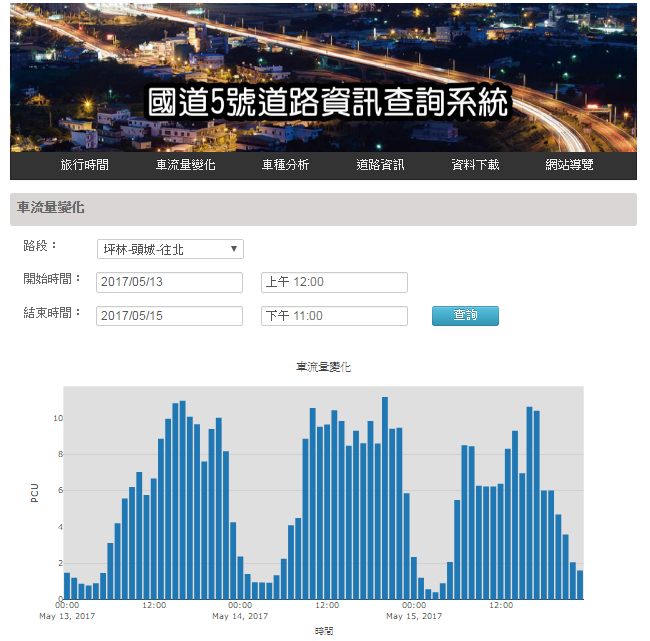 國道5號道路資訊查詢系統
旅行時間 車流量變化 車種分析 道路資訊 資料下載 網站導覽
車流量變化
路段： 坪林-頭城-往北
開始時間： 2017/05/13 上午 12:00
結束時間： 2017/05/15 下午 11:00 查詢
車流量變化
10
8
6
4
2
0
PCU
00:00 12:00 00:00 12:00 00:00 12:00
May 13, 2017 May 14, 2017 May 15, 2017
時間